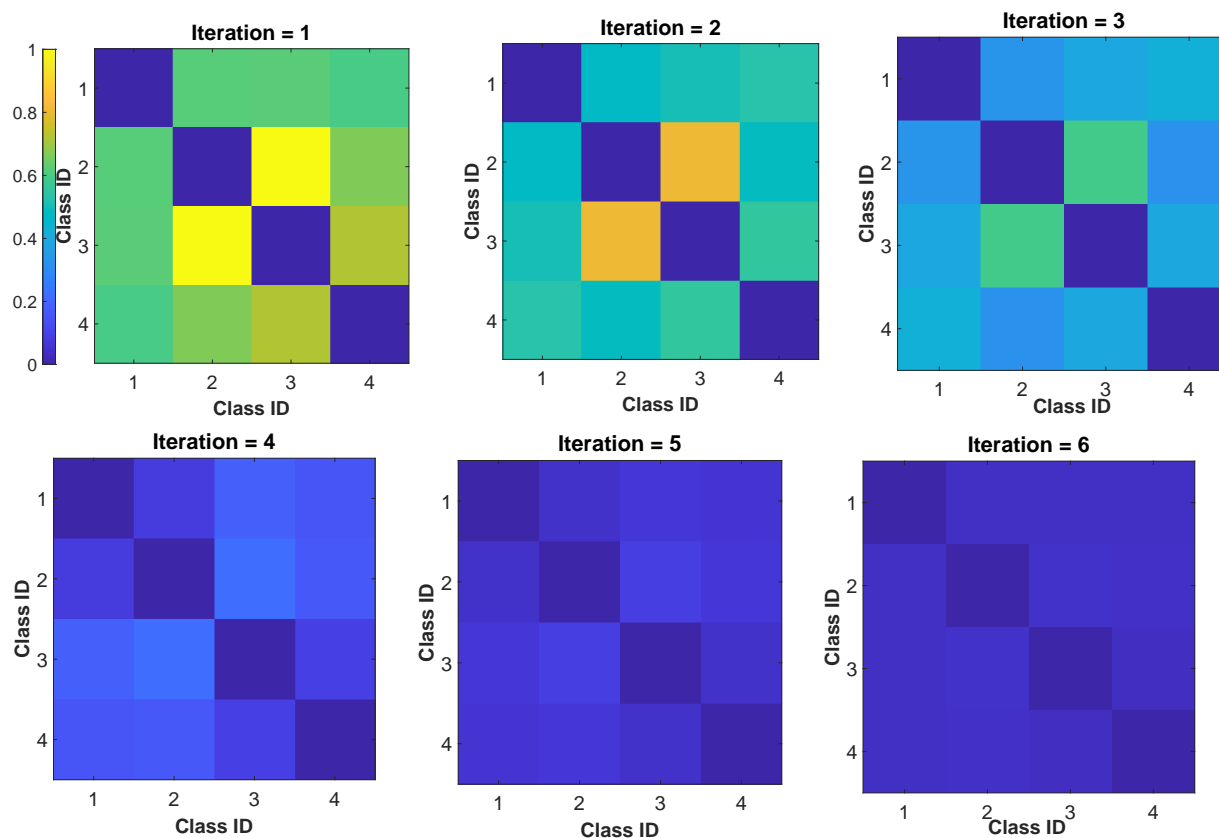 Iteration = 1
1
0.8
0.6
0.4
0.2
0
Class ID
1
2
3
4
1 2 3 4
Class ID
Iteration = 2
Class ID
1
2
3
4
1 2 3 4
Class ID
Iteration = 3
Class ID
1
2
3
4
1 2 3 4
Class ID
Iteration = 4
Class ID
1
2
3
4
1 2 3 4
Class ID
Iteration = 5
Class ID
1
2
3
4
1 2 3 4
Class ID
Iteration = 6
Class ID
1
2
3
4
1 2 3 4
Class ID